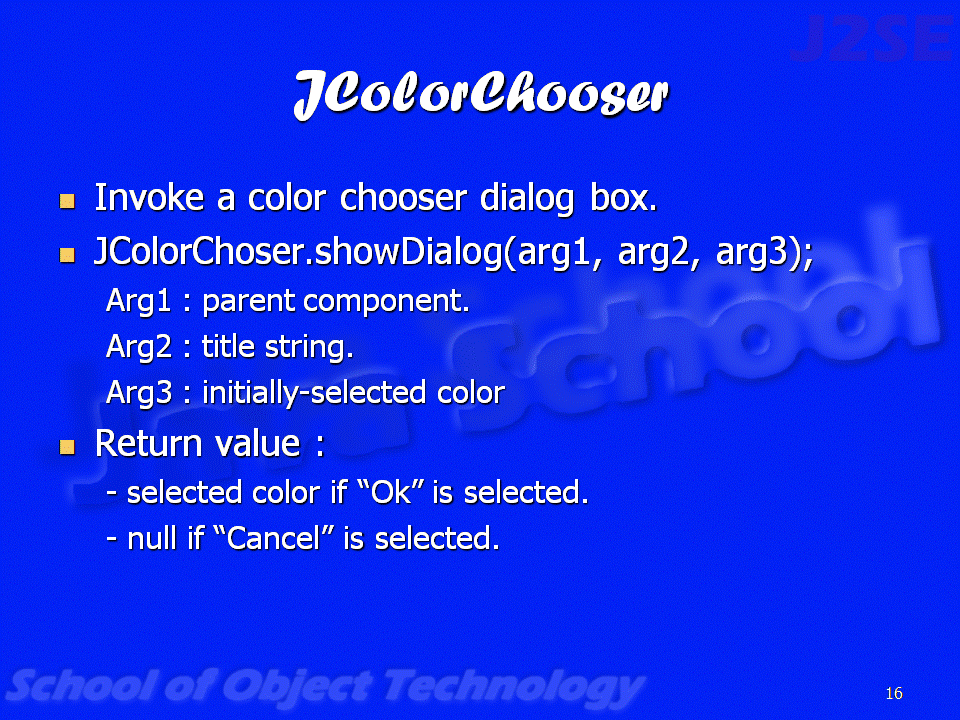 J2SE
JColorChooser
Invoke a color chooser dialog box.
JColorChoser.showDialog(arg1, arg2, arg3);
Arg1 : parent component.
Arg2 : title string.
Arg3 : initially-selected color
Java School
Return value :
- selected color if “Ok” is selected.
- null if “Cancel” is selected.
School of Object Technology
16